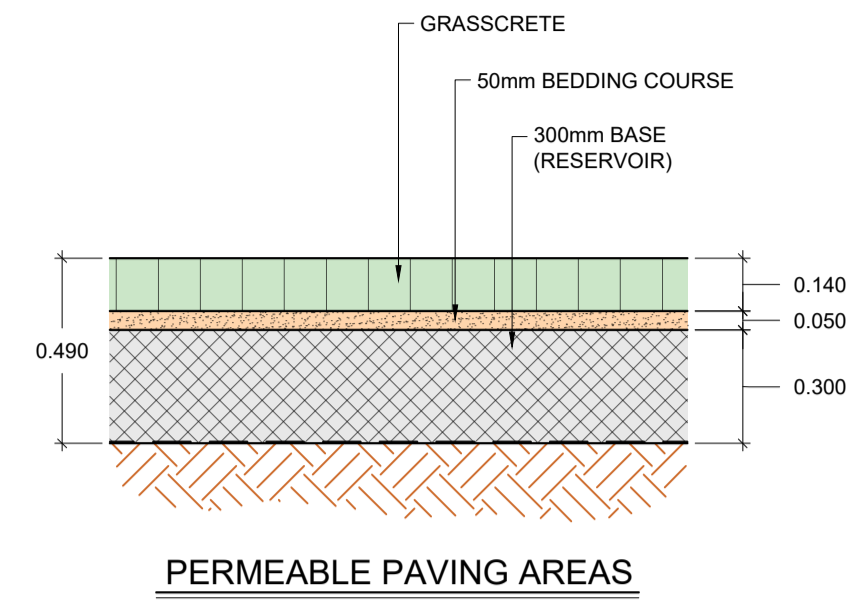 GRASSCRETE
50mm BEDDING COURSE
300mm BASE
(RESERVOIR)
0.140
0.050
0.490
0.300
PERMEABLE PAVING AREAS